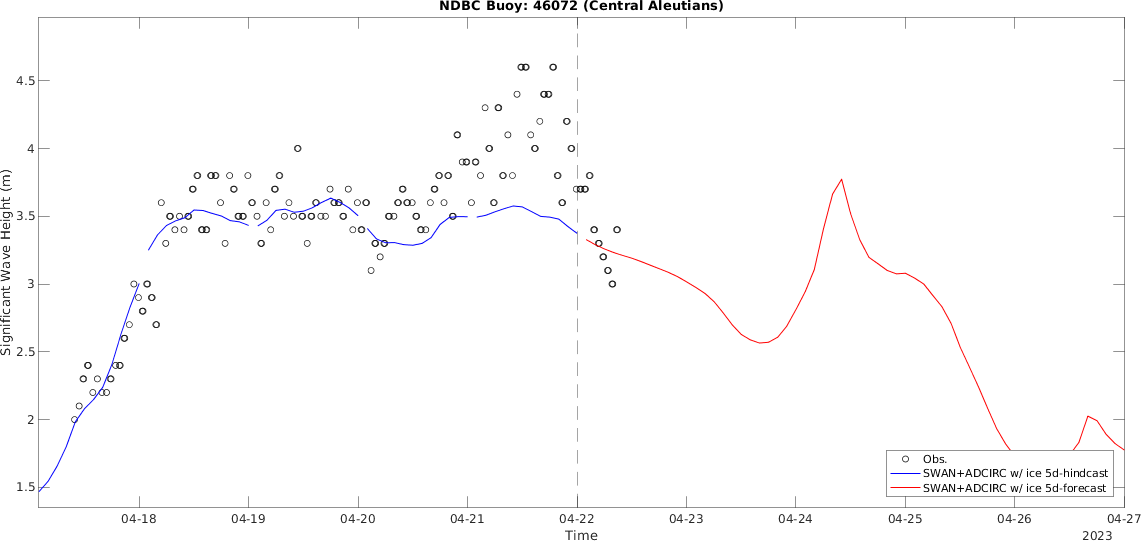 NDBC Buoy: 46072 (Central Aleutians)
Significant Wave Height (m)
4.5
4
3.5
3
2.5
2
1.5
Obs.
SWAN+ADCIRC w/ ice 5d-hindcast
SWAN+ADCIRC w/ ice 5d-forecast
04-18 04-19 04-20 04-21 04-22 04-23 04-24 04-25 04-26 04-27
Time
2023